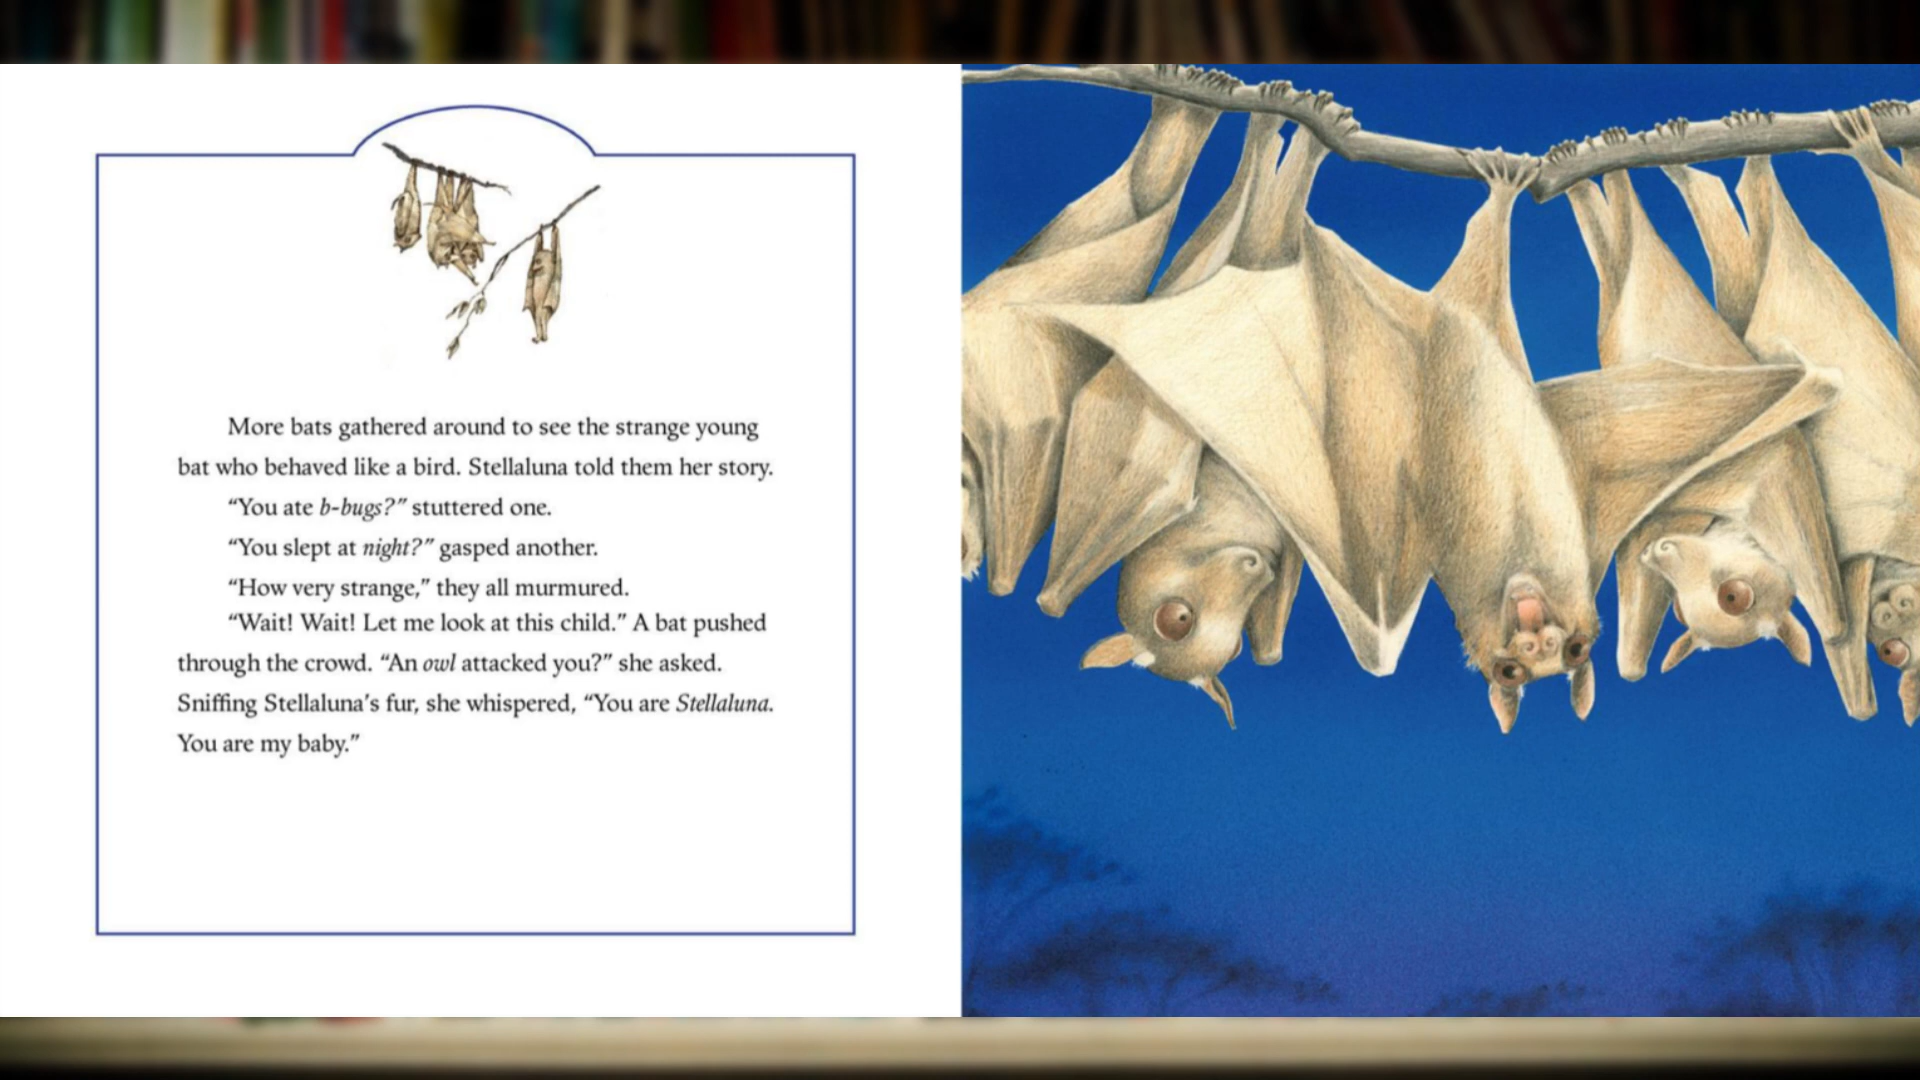 More bats gathered around to see the strange young
bat who behaved like a bird. Stellaluna told them her story.
“You ate b-bugs?” stuttered one.
“You slept at night?” gasped another.
“How very strange,” they all murmured.
“Wait! Wait! Let me look at this child.” A bat pushed
through the crowd. “An owl attacked you?” she asked.
Sniffing Stellaluna’s fur, she whispered, “You are Stellaluna.
You are my baby.”